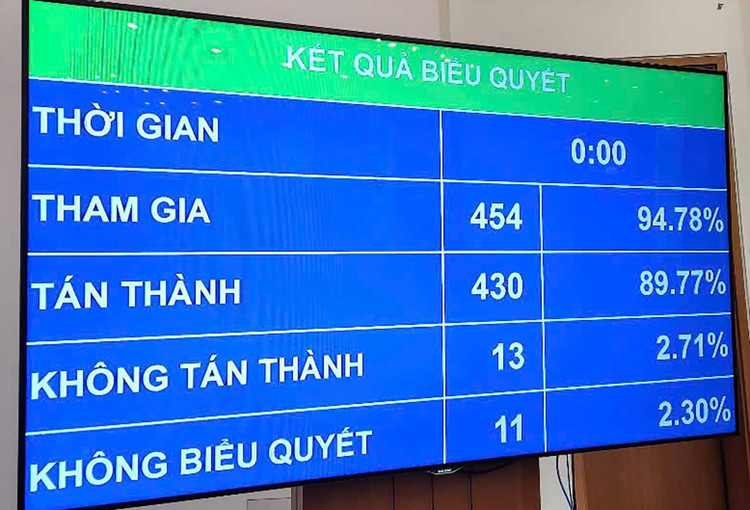 KẾT QUẢ BIỂU QUYẾT
THỜI GIAN 0:00
THAM GIA 454 94.78%
TÁN THÀNH 430 89.77%
KHÔNG TÁN THÀNH 13 2.71%
KHÔNG BIỂU QUYẾT 11 2.30%